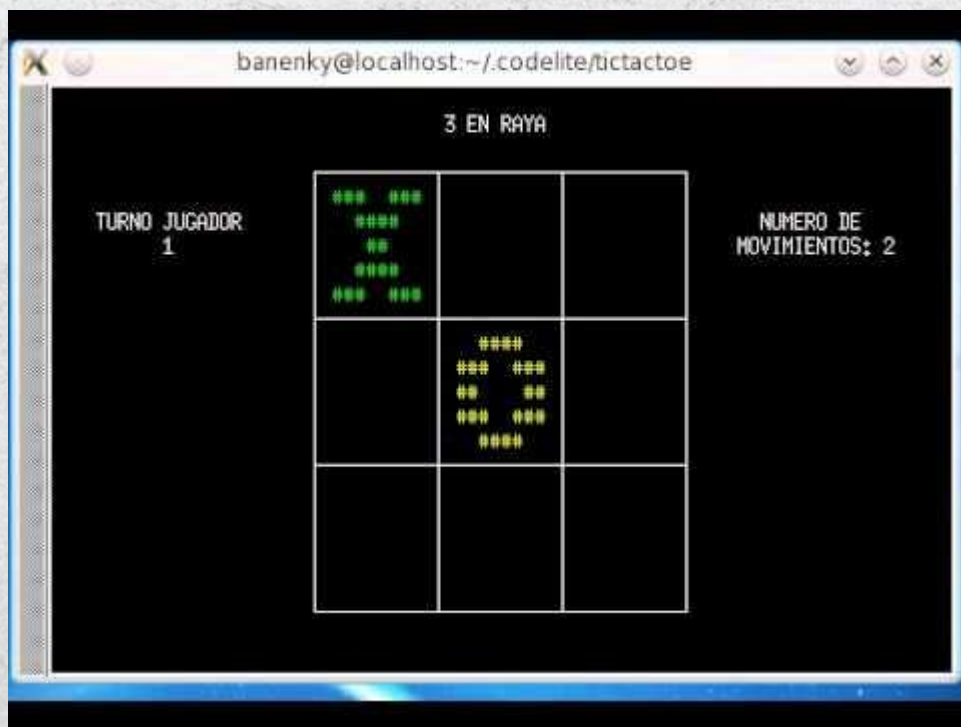 banenky@localhost:~/.codelite/tictactoe
3 EN RAYA
TURNO JUGADOR
1
NUMERO DE
MOVIMIENTOS: 2
### ###
####
##
####
### ###
####
### ###
## ##
### ###
####